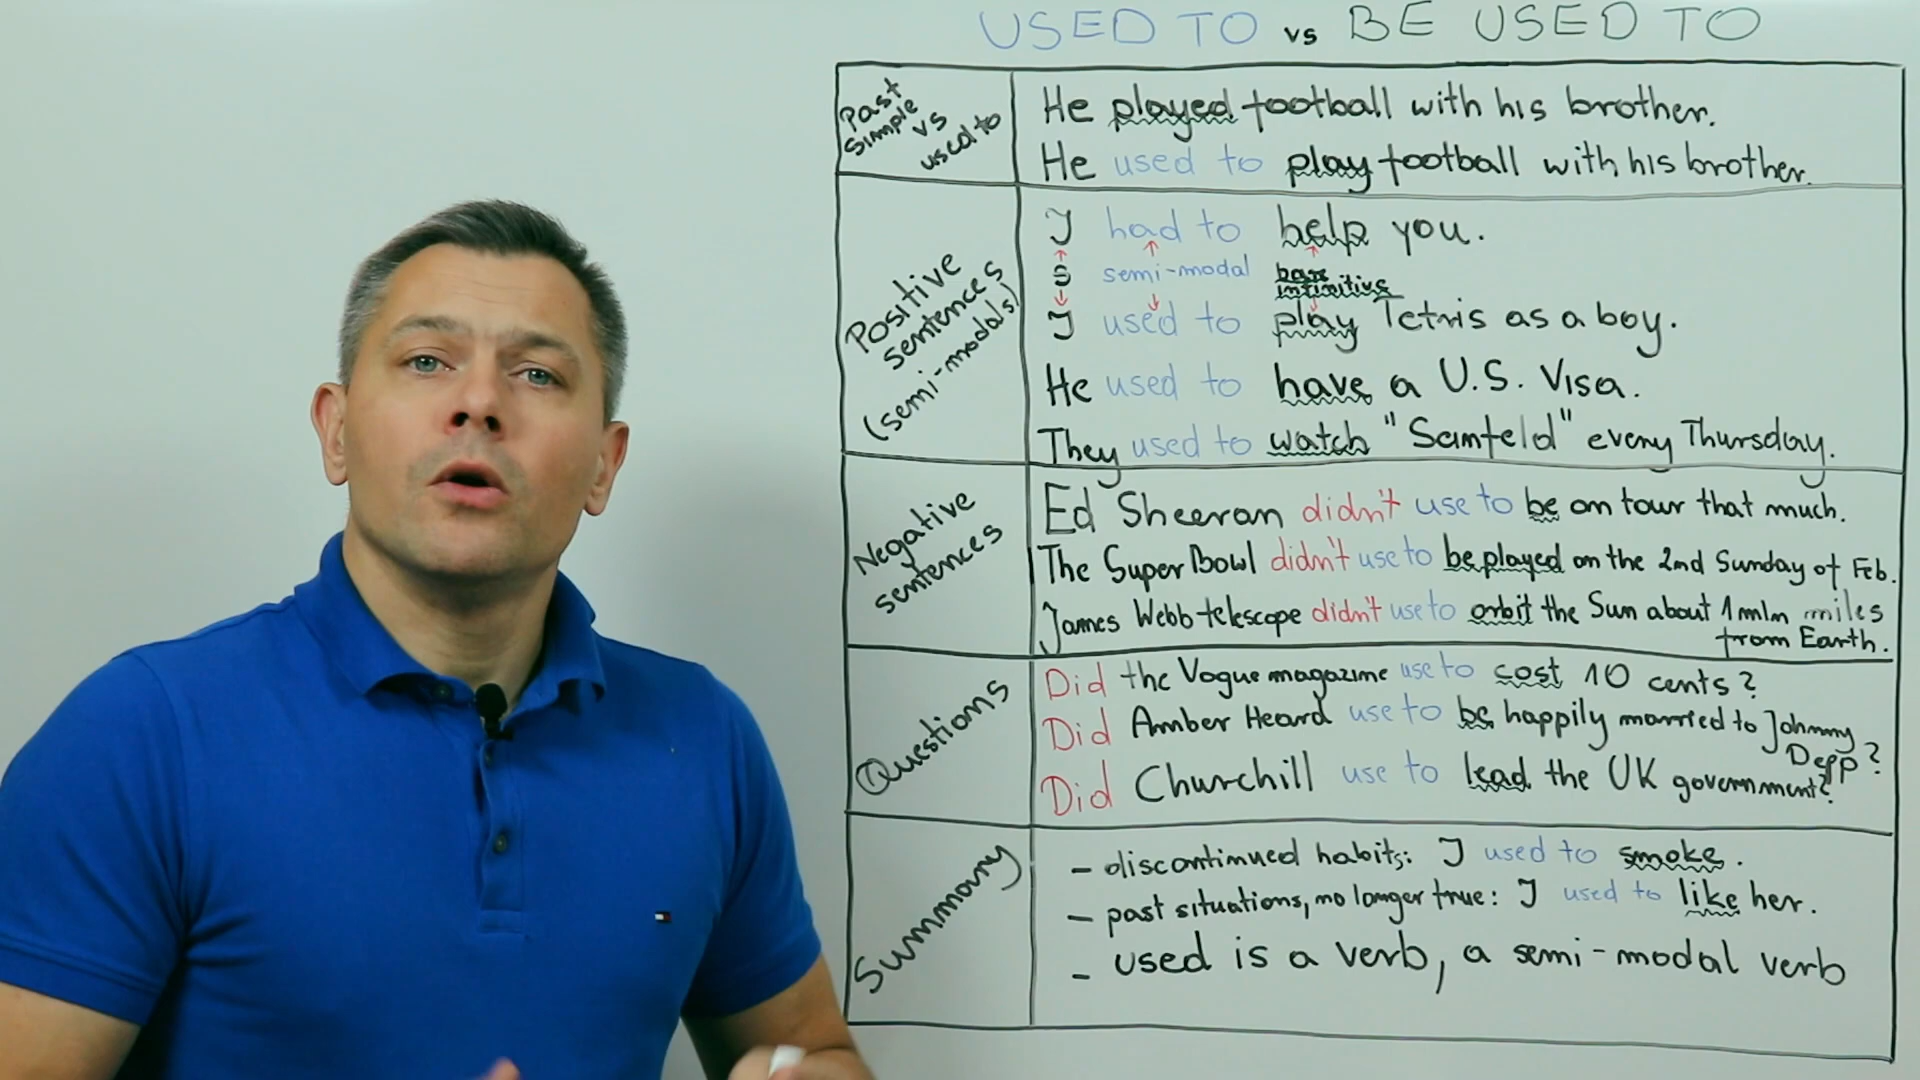 USED TO vs BE USED TO
Past
Simple
vs
used to
He played football with his brother.
He used to play football with his brother.
Positive
sentences
(semi-modals)
I had to help you.
S semi-modal bare
infinitive
I used to play Tetris as a boy.
He used to have a U.S. Visa.
They used to watch "Seinfeld" every Thursday.
Negative
sentences
Ed Sheeran didn't use to be on tour that much.
The Super Bowl didn't use to be played on the 2nd Sunday of Feb.
James Webb telescope didn't use to orbit the Sun about 1 mln miles
from Earth.
Questions
Did the Vogue magazine use to cost 10 cents?
Did Amber Heard use to be happily married to Johnny
Depp?
Did Churchill use to lead the UK government?
Summary
- discontinued habits: I used to smoke.
- past situations, no longer true: I used to like her.
- used is a verb, a semi-modal verb